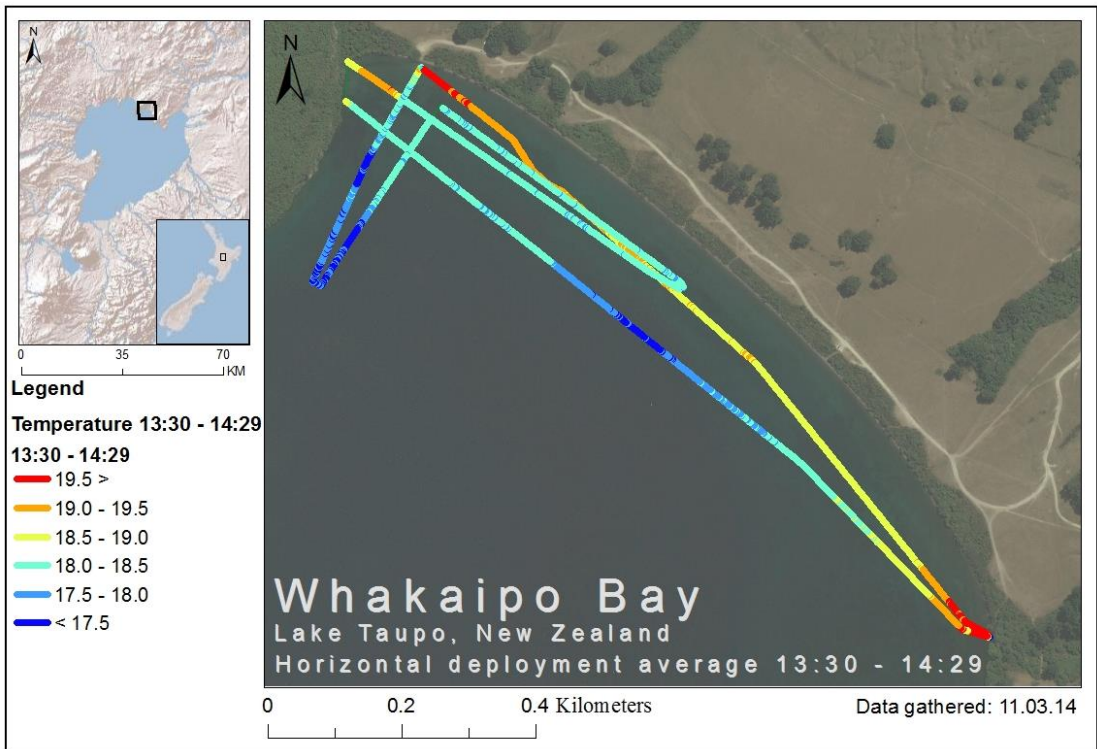 N
0 35 70
KM
Legend
Temperature 13:30 - 14:29
13:30 - 14:29
19.5 >
19.0 - 19.5
18.5 - 19.0
18.0 - 18.5
17.5 - 18.0
< 17.5
N
Whakaipo Bay
Lake Taupo, New Zealand
Horizontal deployment average 13:30 - 14:29
0 0.2 0.4 Kilometers
Data gathered: 11.03.14